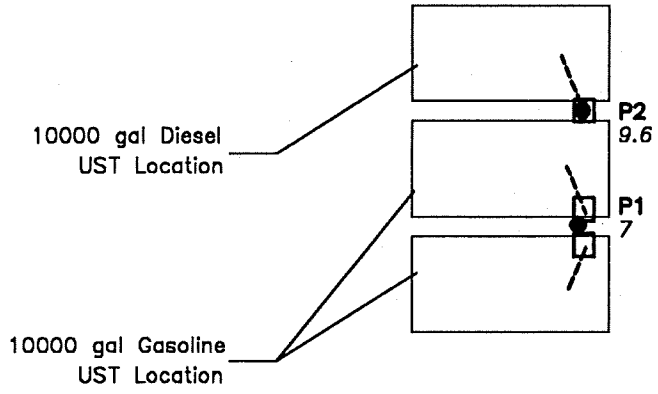 10000 gal Diesel
UST Location
P2
9.6
P1
7
10000 gal Gasoline
UST Location